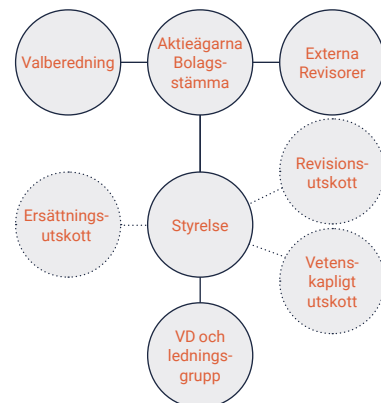 Valberedning
Aktieägarna
Bolags-
stämma
Externa
Revisorer
Revisions-
utskott
Ersättnings-
utskott
Styrelse
Vetens-
kapligt
utskott
VD och
lednings-
grupp